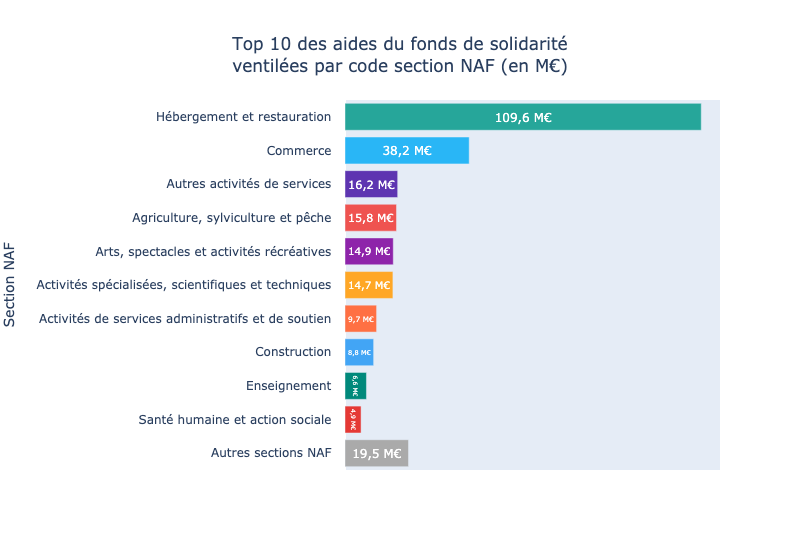 Top 10 des aides du fonds de solidarité
ventilées par code section NAF (en M€)
Section NAF
Hébergement et restauration
109,6 M€
Commerce
38,2 M€
Autres activités de services
16,2 M€
Agriculture, sylviculture et pêche
15,8 M€
Arts, spectacles et activités récréatives
14,9 M€
Activités spécialisées, scientifiques et techniques
14,7 M€
Activités de services administratifs et de soutien
9,7 M€
Construction
8,8 M€
Enseignement
6,6 M€
Santé humaine et action sociale
4,9 M€
Autres sections NAF
19,5 M€